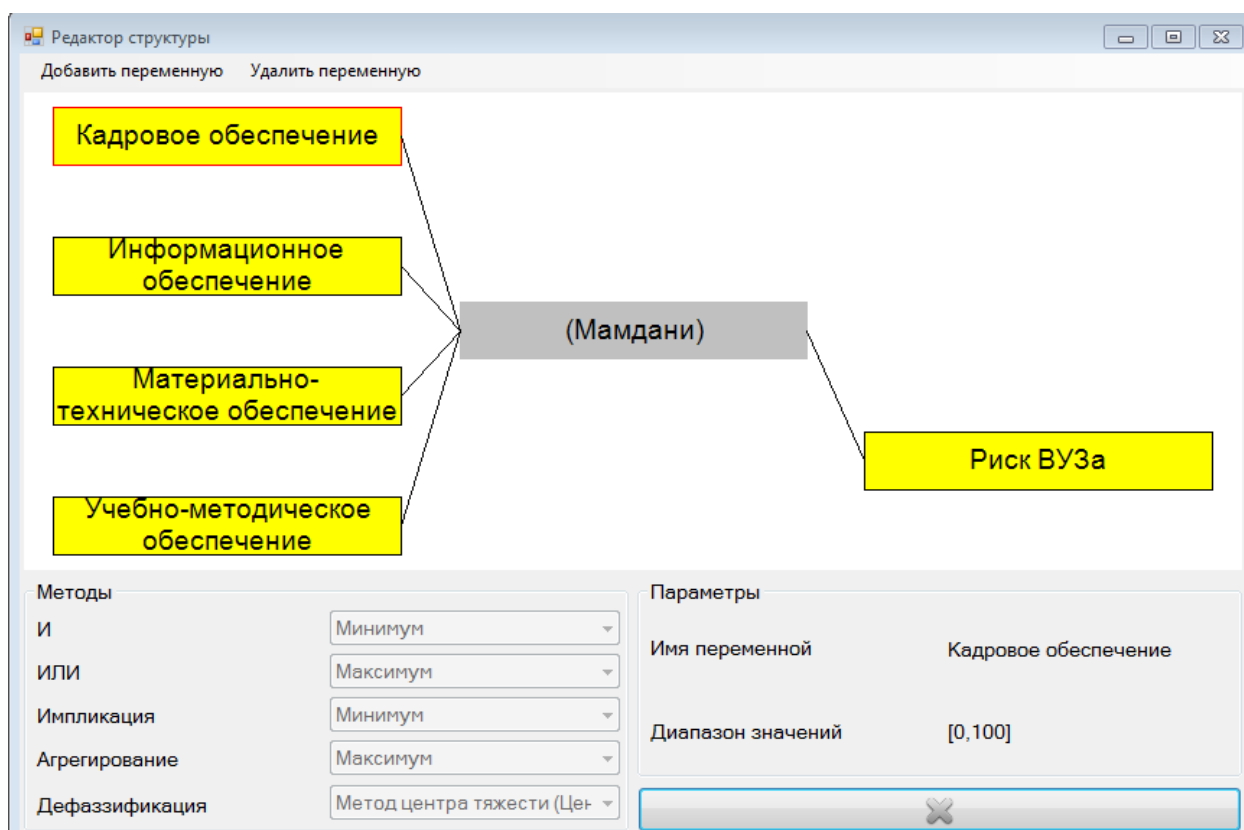 Редактор структуры
Добавить переменную Удалить переменную
Кадровое обеспечение
Информационное
обеспечение
(Мамдани)
Материально-
техническое обеспечение
Риск ВУЗа
Учебно-методическое
обеспечение
Методы
И Минимум
ИЛИ Максимум
Импликация Минимум
Агрегирование Максимум
Дефаззификация Метод центра тяжести (Цен
Параметры
Имя переменной Кадровое обеспечение
Диапазон значений [0,100]